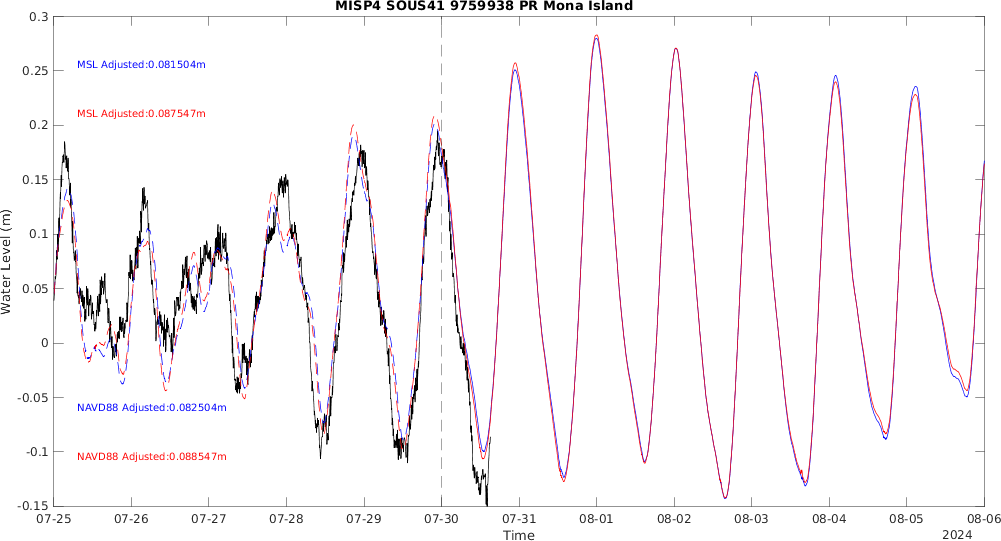 MISP4 SOUS41 9759938 PR Mona Island
0.3
0.25
0.2
0.15
0.1
0.05
0
-0.05
-0.1
-0.15
Water Level (m)
MSL Adjusted:0.081504m
MSL Adjusted:0.087547m
NAVD88 Adjusted:0.082504m
NAVD88 Adjusted:0.088547m
07-25 07-26 07-27 07-28 07-29 07-30 07-31 08-01 08-02 08-03 08-04 08-05 08-06
Time
2024